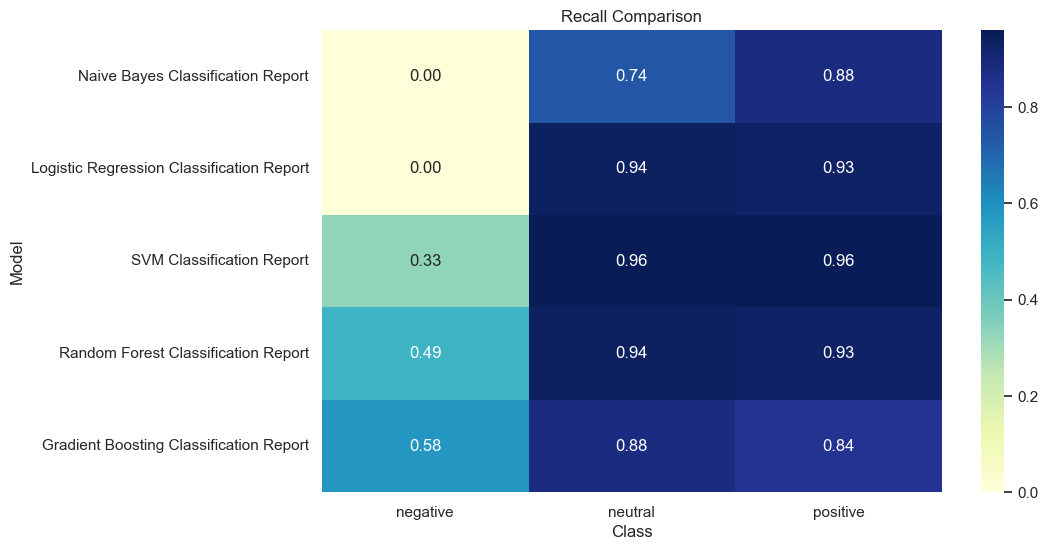 Recall Comparison
Naive Bayes Classification Report 0.00 0.74 0.88
Logistic Regression Classification Report 0.00 0.94 0.93
SVM Classification Report 0.33 0.96 0.96
Random Forest Classification Report 0.49 0.94 0.93
Gradient Boosting Classification Report 0.58 0.88 0.84
negative neutral positive
Class
Model
0.8
0.6
0.4
0.2
0.0